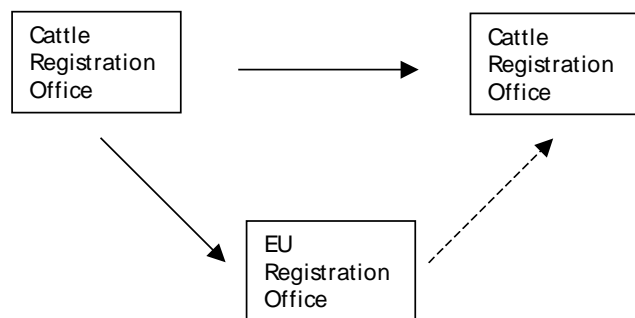 Cattle
Registration
Office
Cattle
Registration
Office
EU
Registration
Office